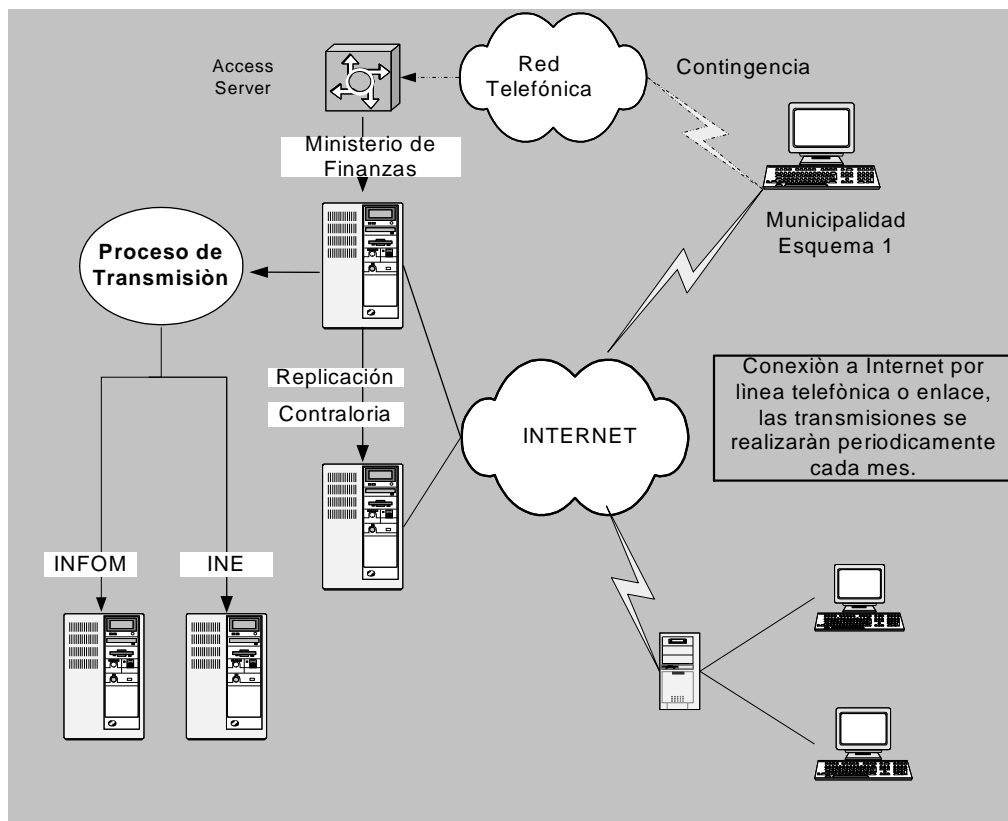 Access
Server
Red
Telefónica
Contingencia
Ministerio de
Finanzas
Municipalidad
Esquema 1
Proceso de
Transmisiòn
Replicación
Contraloria
INTERNET
Conexiòn a Internet por
lìnea telefònica o enlace,
las transmisiones se
realizaràn periodicamente
cada mes.
INFOM
INE